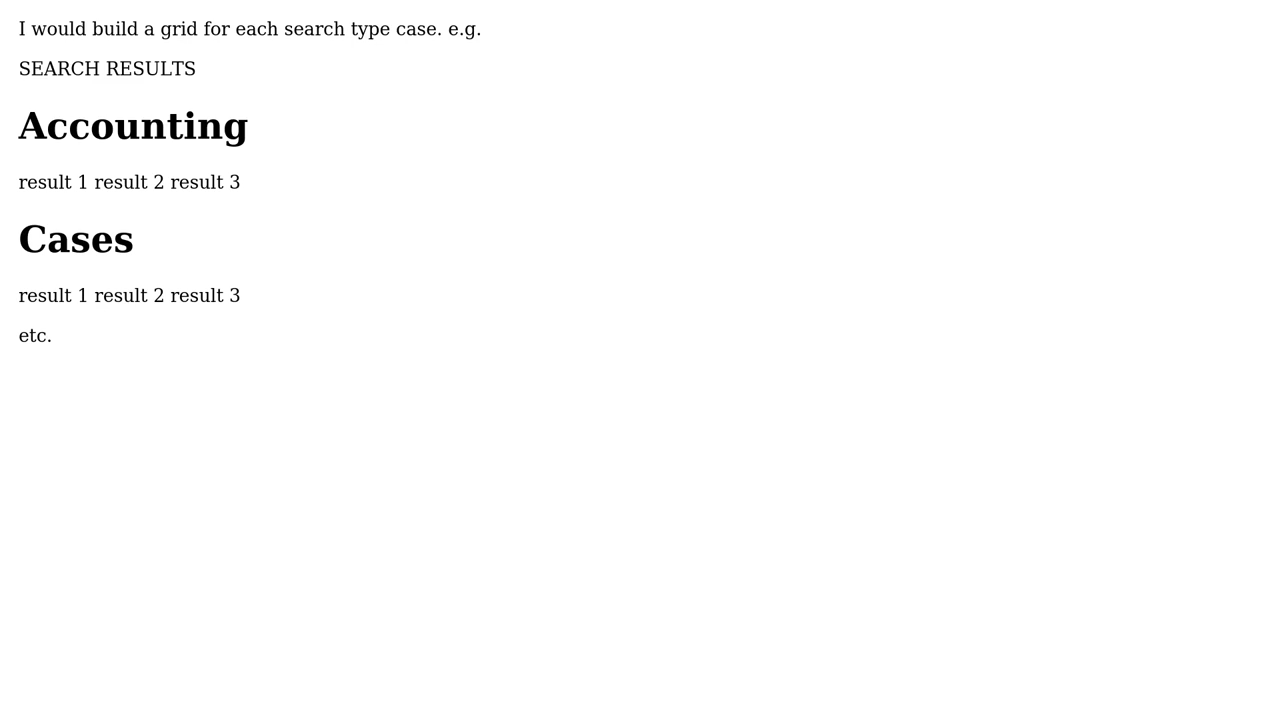 I would build a grid for each search type case. e.g.
SEARCH RESULTS
Accounting
result 1 result 2 result 3
Cases
result 1 result 2 result 3
etc.